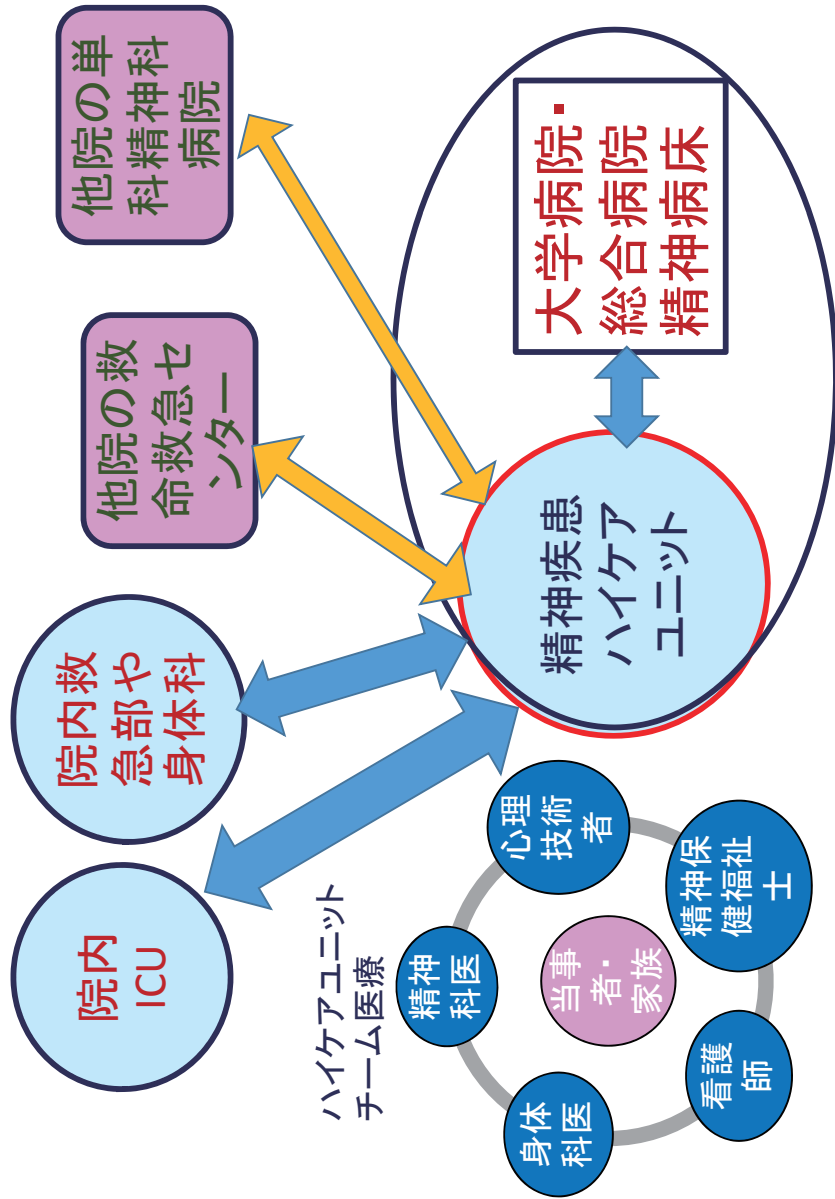 院内
ICU
院内救
急部や
身体科
他院の救
命救急セ
ンター
他院の単
科精神科
病院
ハイケアユニット
チーム医療
精神
科医
心理
技術
者
身体
科医
当事
者・
家族
看護
師
精神保
健福祉
士
精神疾患
ハイケア
ユニット
大学病院・
総合病院
精神病床